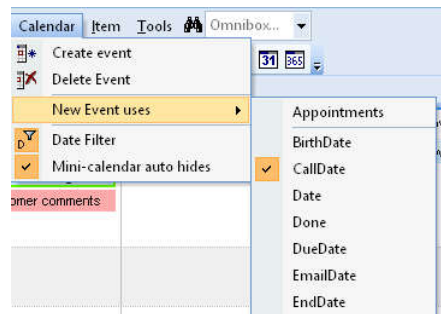 Calendar Item Tools Omnibox...
Create event
31 365
Delete Event
New Event uses
Appointments
Date Filter
BirthDate
Mini-calendar auto hides
CallDate
omer comments
Date
Done
DueDate
EmailDate
EndDate